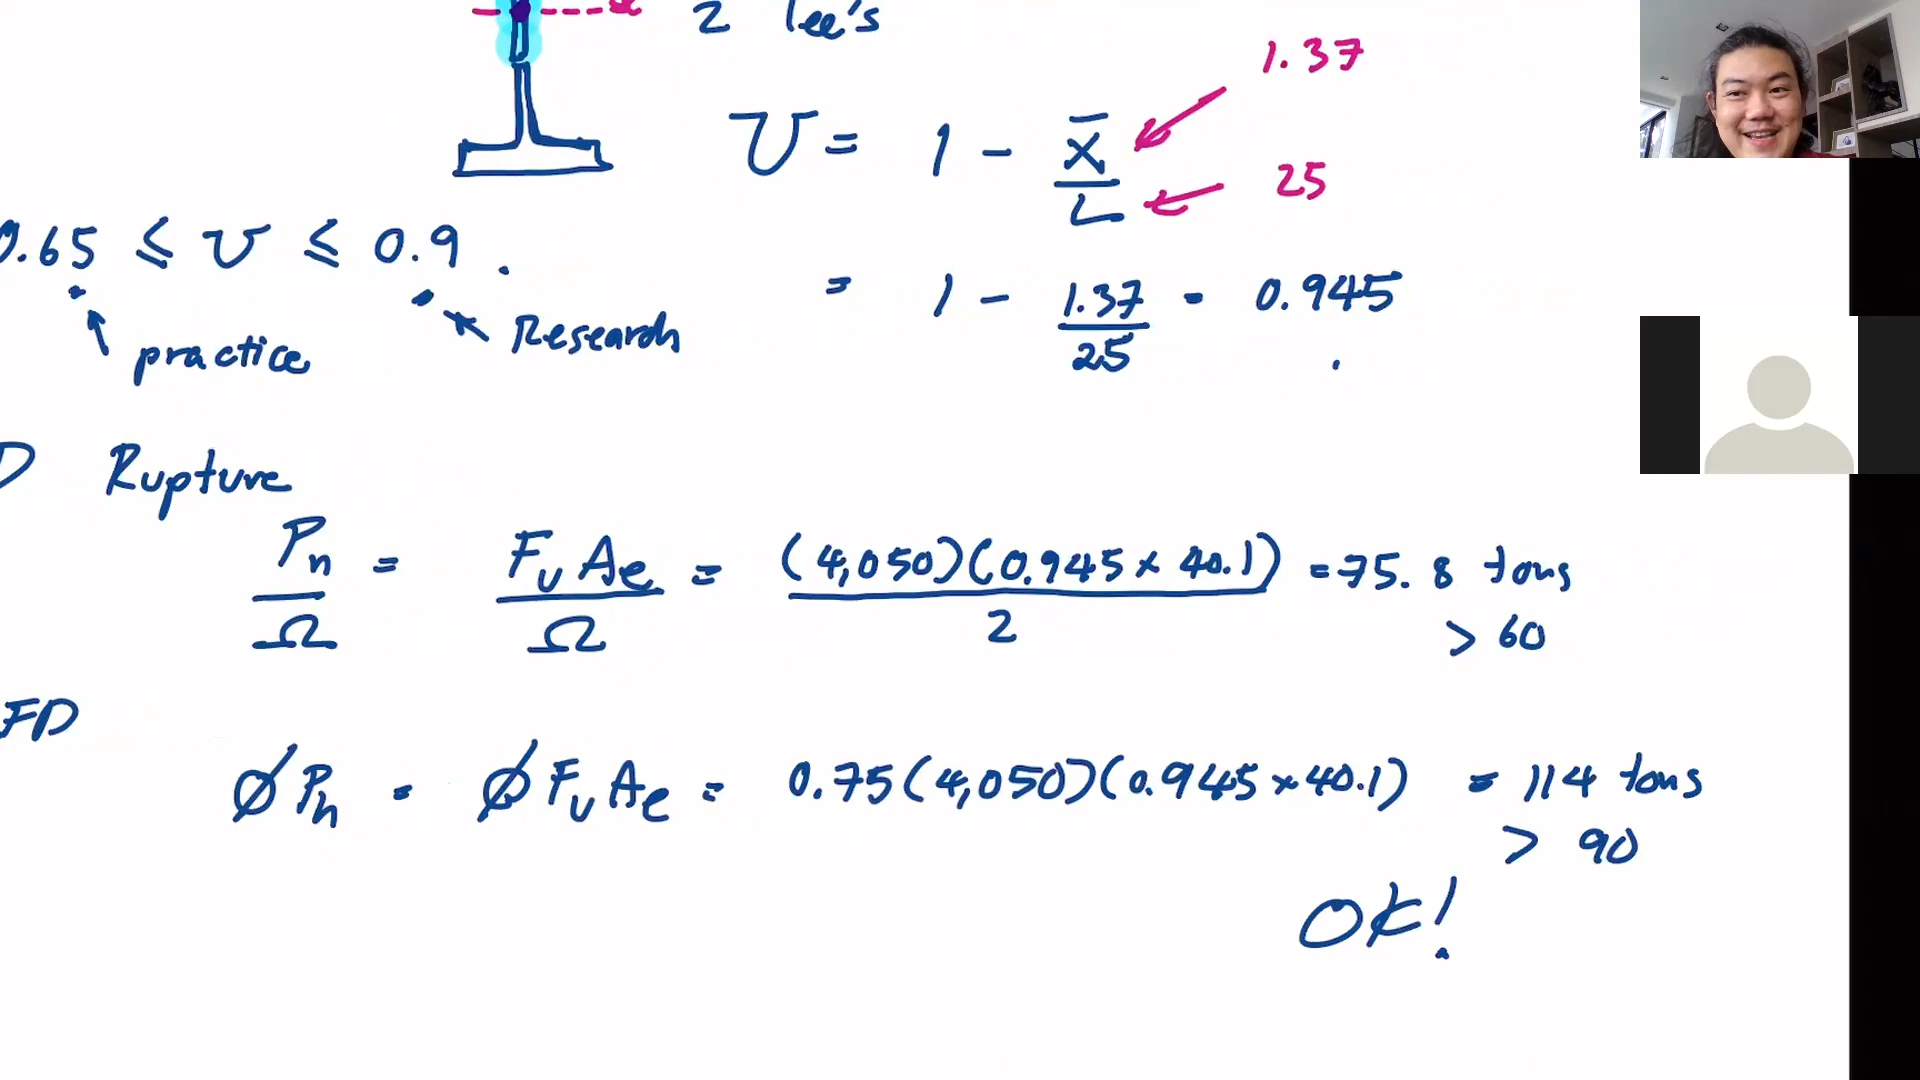 2 Tee's
1.37
U = 1 - x̄/L
25
0.65 ≤ U ≤ 0.9 .
practice
Research
= 1 - 1.37/25 = 0.945
D Rupture
Pn/Ω = FuAe/Ω = (4,050)(0.945 × 40.1)/2 = 75.8 tons
> 60
FD
φPn = φFuAe = 0.75(4,050)(0.945 × 40.1) = 114 tons
> 90
OK!